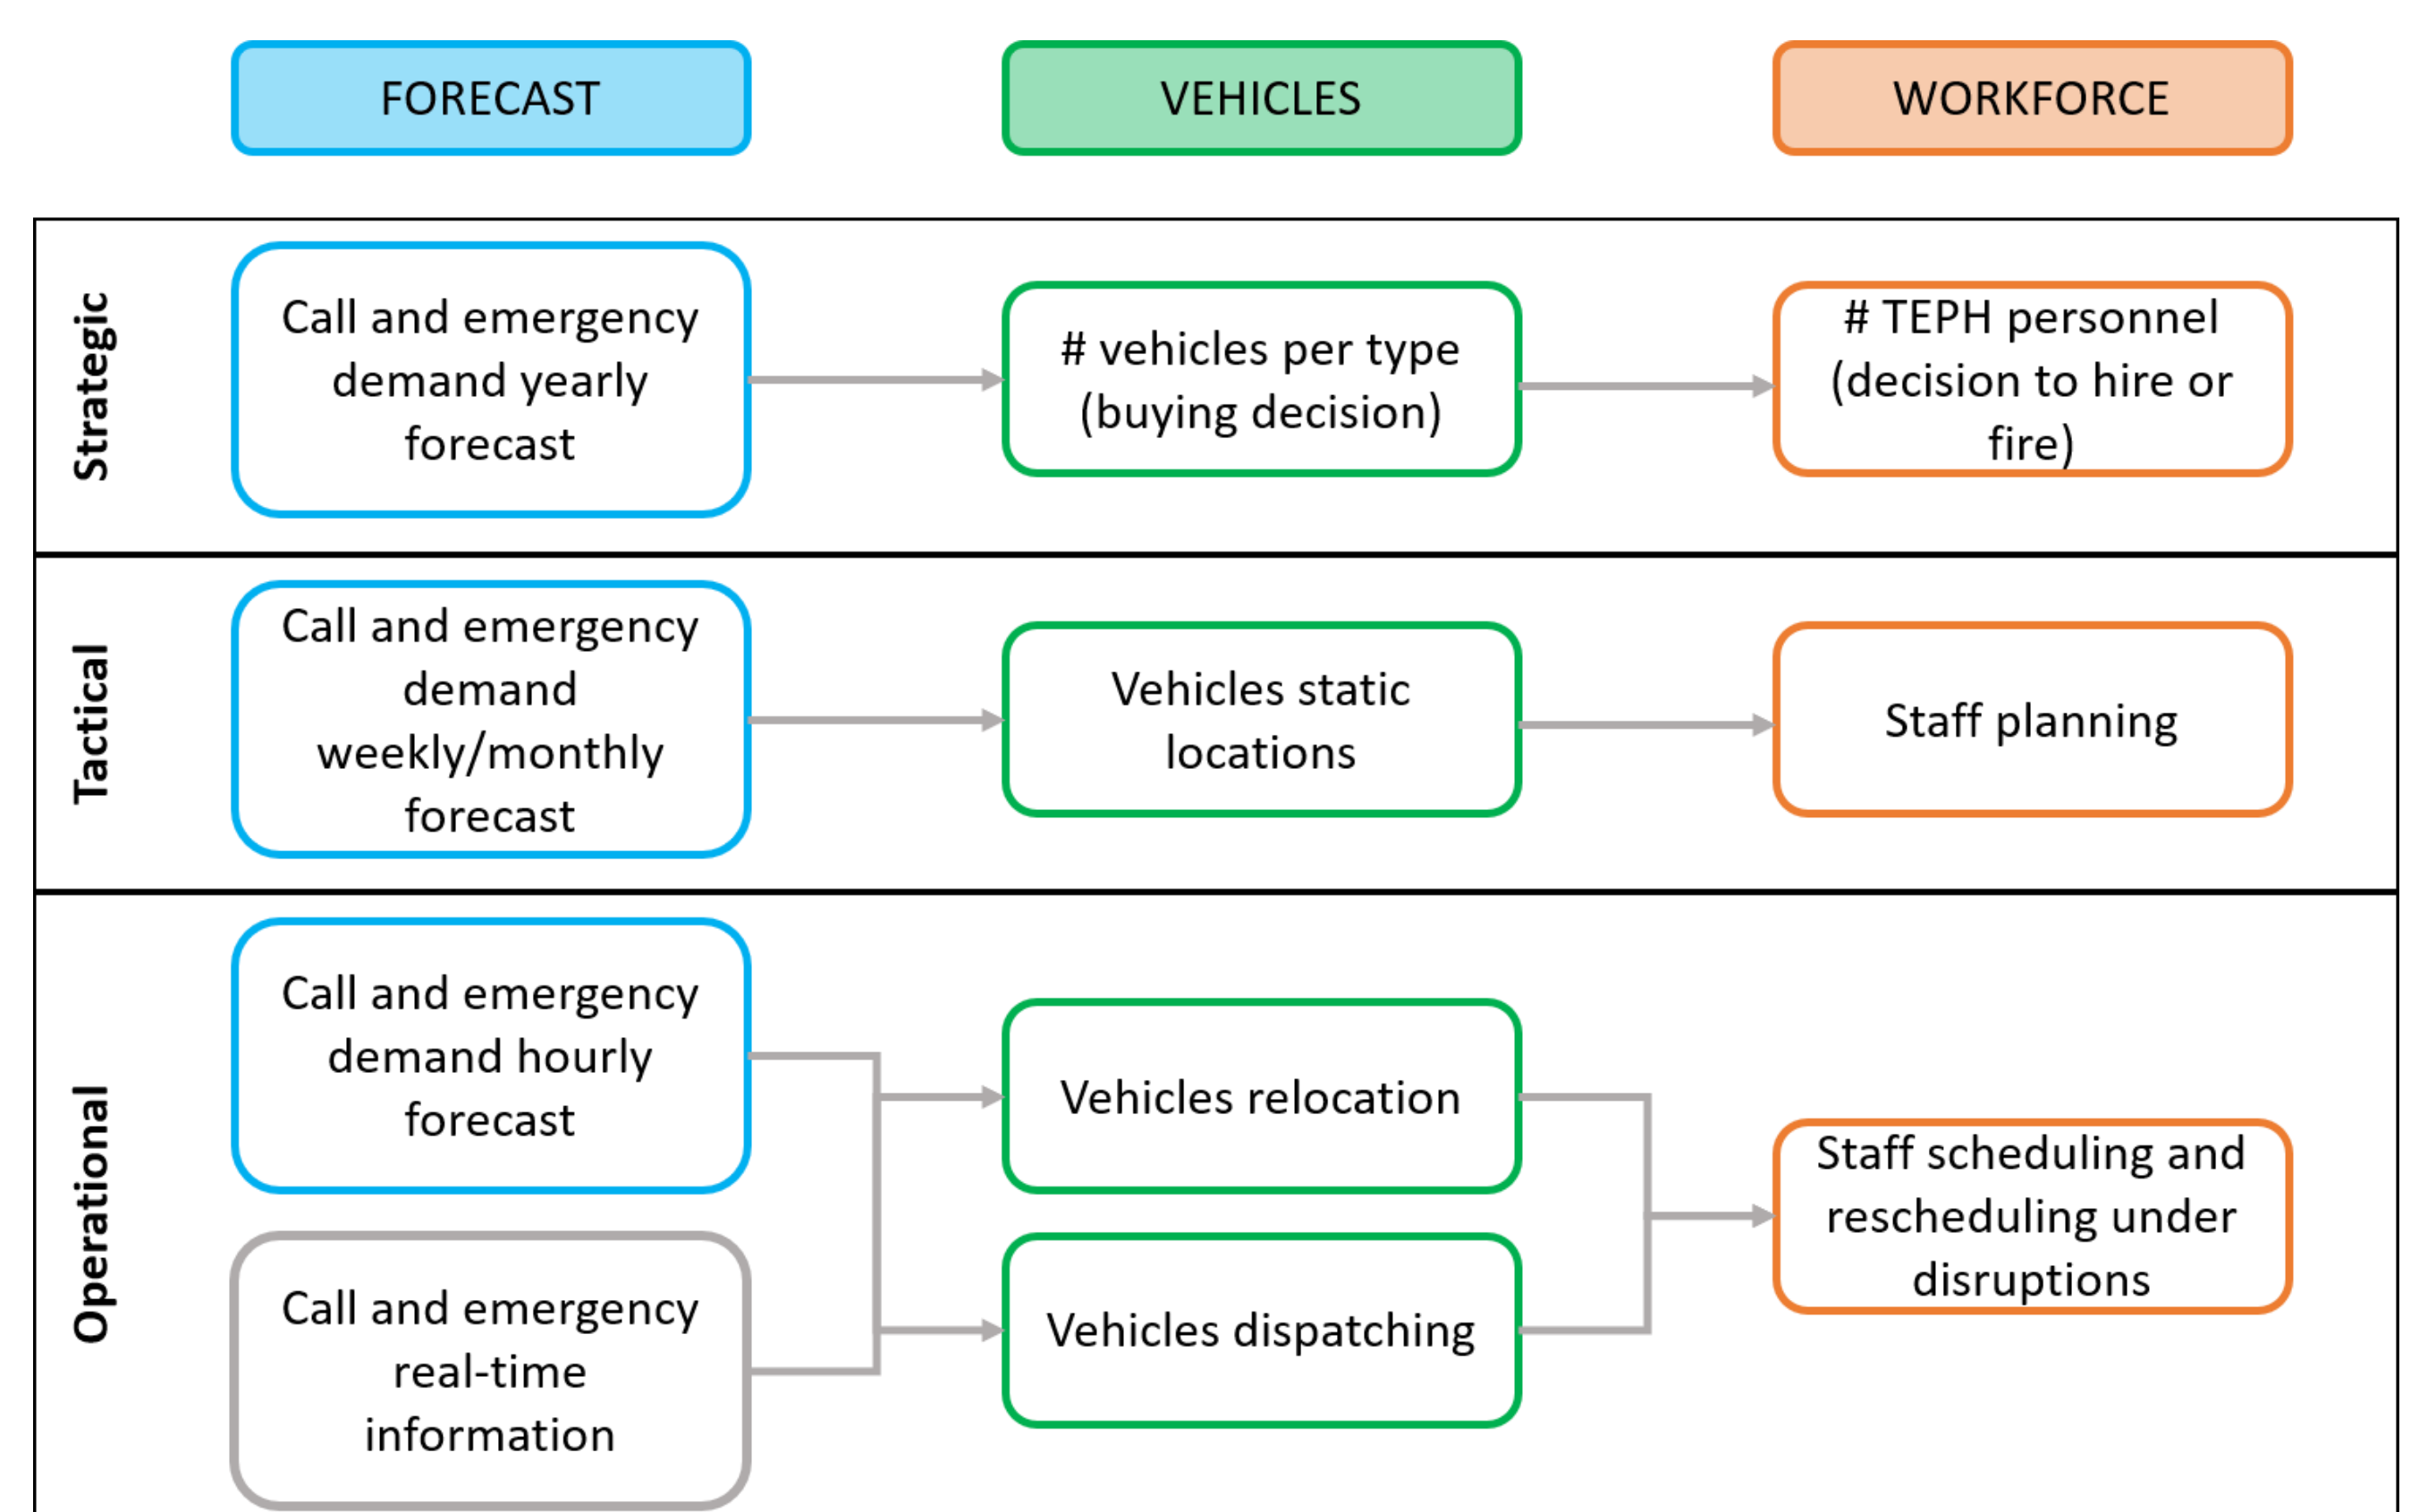 FORECAST
VEHICLES
WORKFORCE
Strategic
Call and emergency
demand yearly
forecast
# vehicles per type
(buying decision)
# TEPH personnel
(decision to hire or
fire)
Tactical
Call and emergency
demand
weekly/monthly
forecast
Vehicles static
locations
Staff planning
Operational
Call and emergency
demand hourly
forecast
Call and emergency
real-time
information
Vehicles relocation
Vehicles dispatching
Staff scheduling and
rescheduling under
disruptions